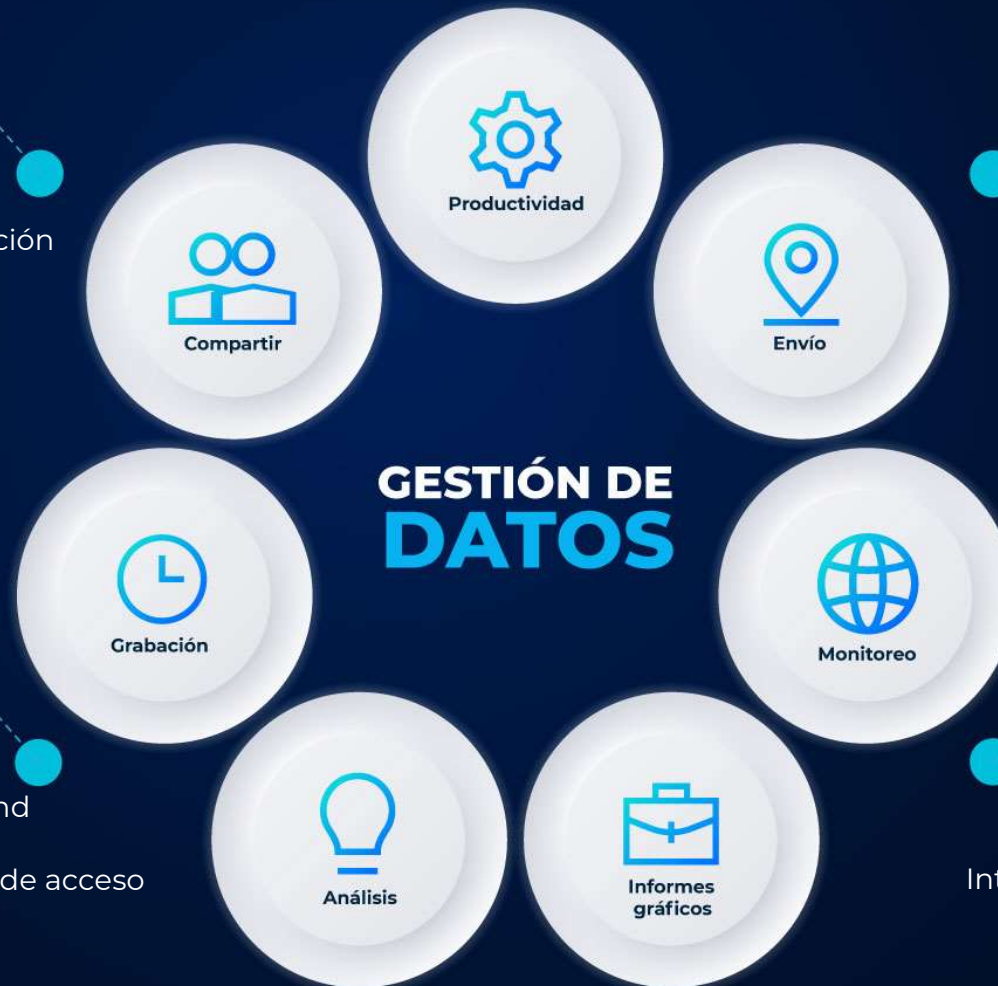 Productividad
ción
Compartir
Envío
GESTIÓN DE
DATOS
Grabación
Monitoreo
nd
de acceso
Análisis
Informes
gráficos
Int